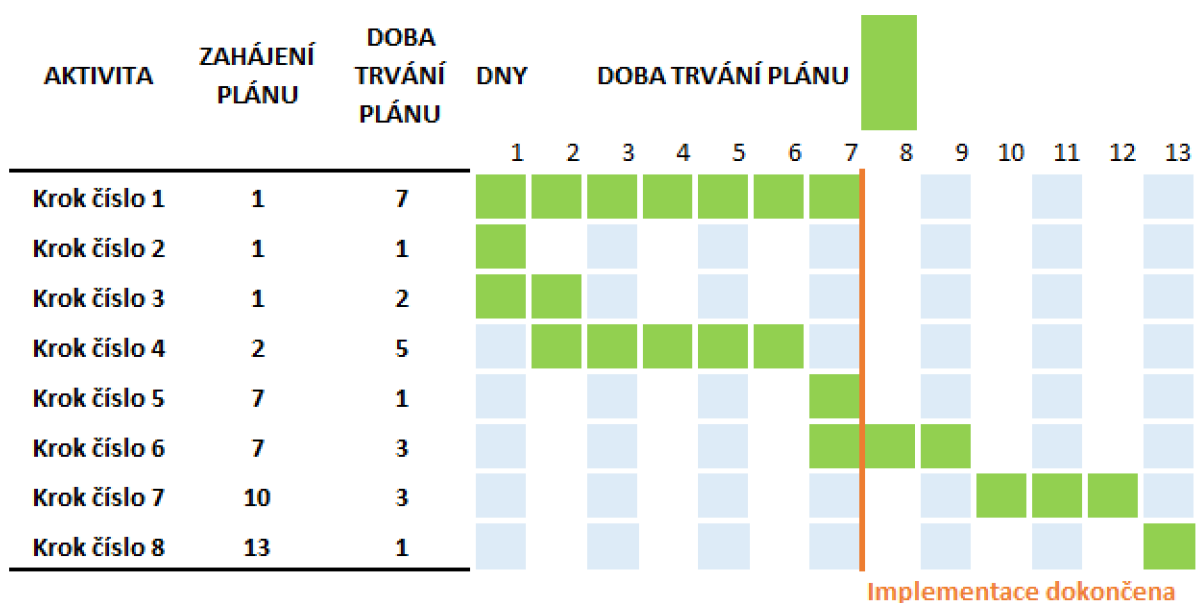 AKTIVITA ZAHÁJENÍ PLÁNU DOBA TRVÁNÍ PLÁNU DNY DOBA TRVÁNÍ PLÁNU
1 2 3 4 5 6 7 8 9 10 11 12 13
Krok číslo 1 1 7
Krok číslo 2 1 1
Krok číslo 3 1 2
Krok číslo 4 2 5
Krok číslo 5 7 1
Krok číslo 6 7 3
Krok číslo 7 10 3
Krok číslo 8 13 1
Implementace dokončena